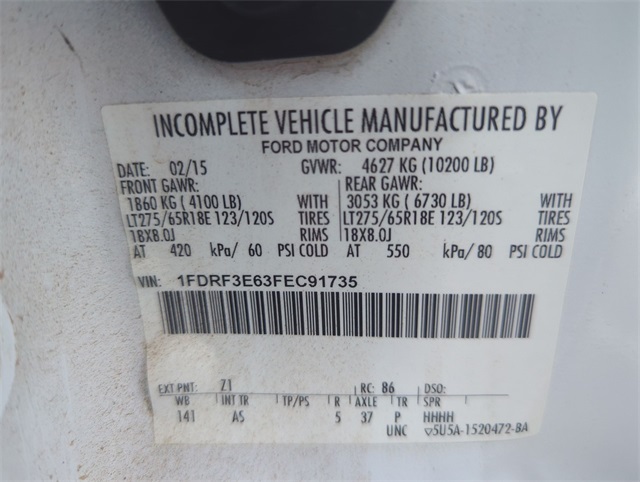 INCOMPLETE VEHICLE MANUFACTURED BY
FORD MOTOR COMPANY
DATE: 02/15 GVWR: 4627 KG (10200 LB)
FRONT GAWR: REAR GAWR:
1860 KG ( 4100 LB) WITH 3053 KG ( 6730 LB) WITH
LT275/65R18E 123/120S TIRES LT275/65R18E 123/120S TIRES
18X8.0J RIMS 18X8.0J RIMS
AT 420 kPa/ 60 PSI COLD AT 550 kPa/ 80 PSI COLD
VIN: 1FDRF3E63FEC91735
EXT PNT: Z1 RC: 86 DSO:
WB INT TR TP/PS R AXLE TR SPR
141 AS 5 37 P HHHH
UNC ▽5U5A-1520472-BA